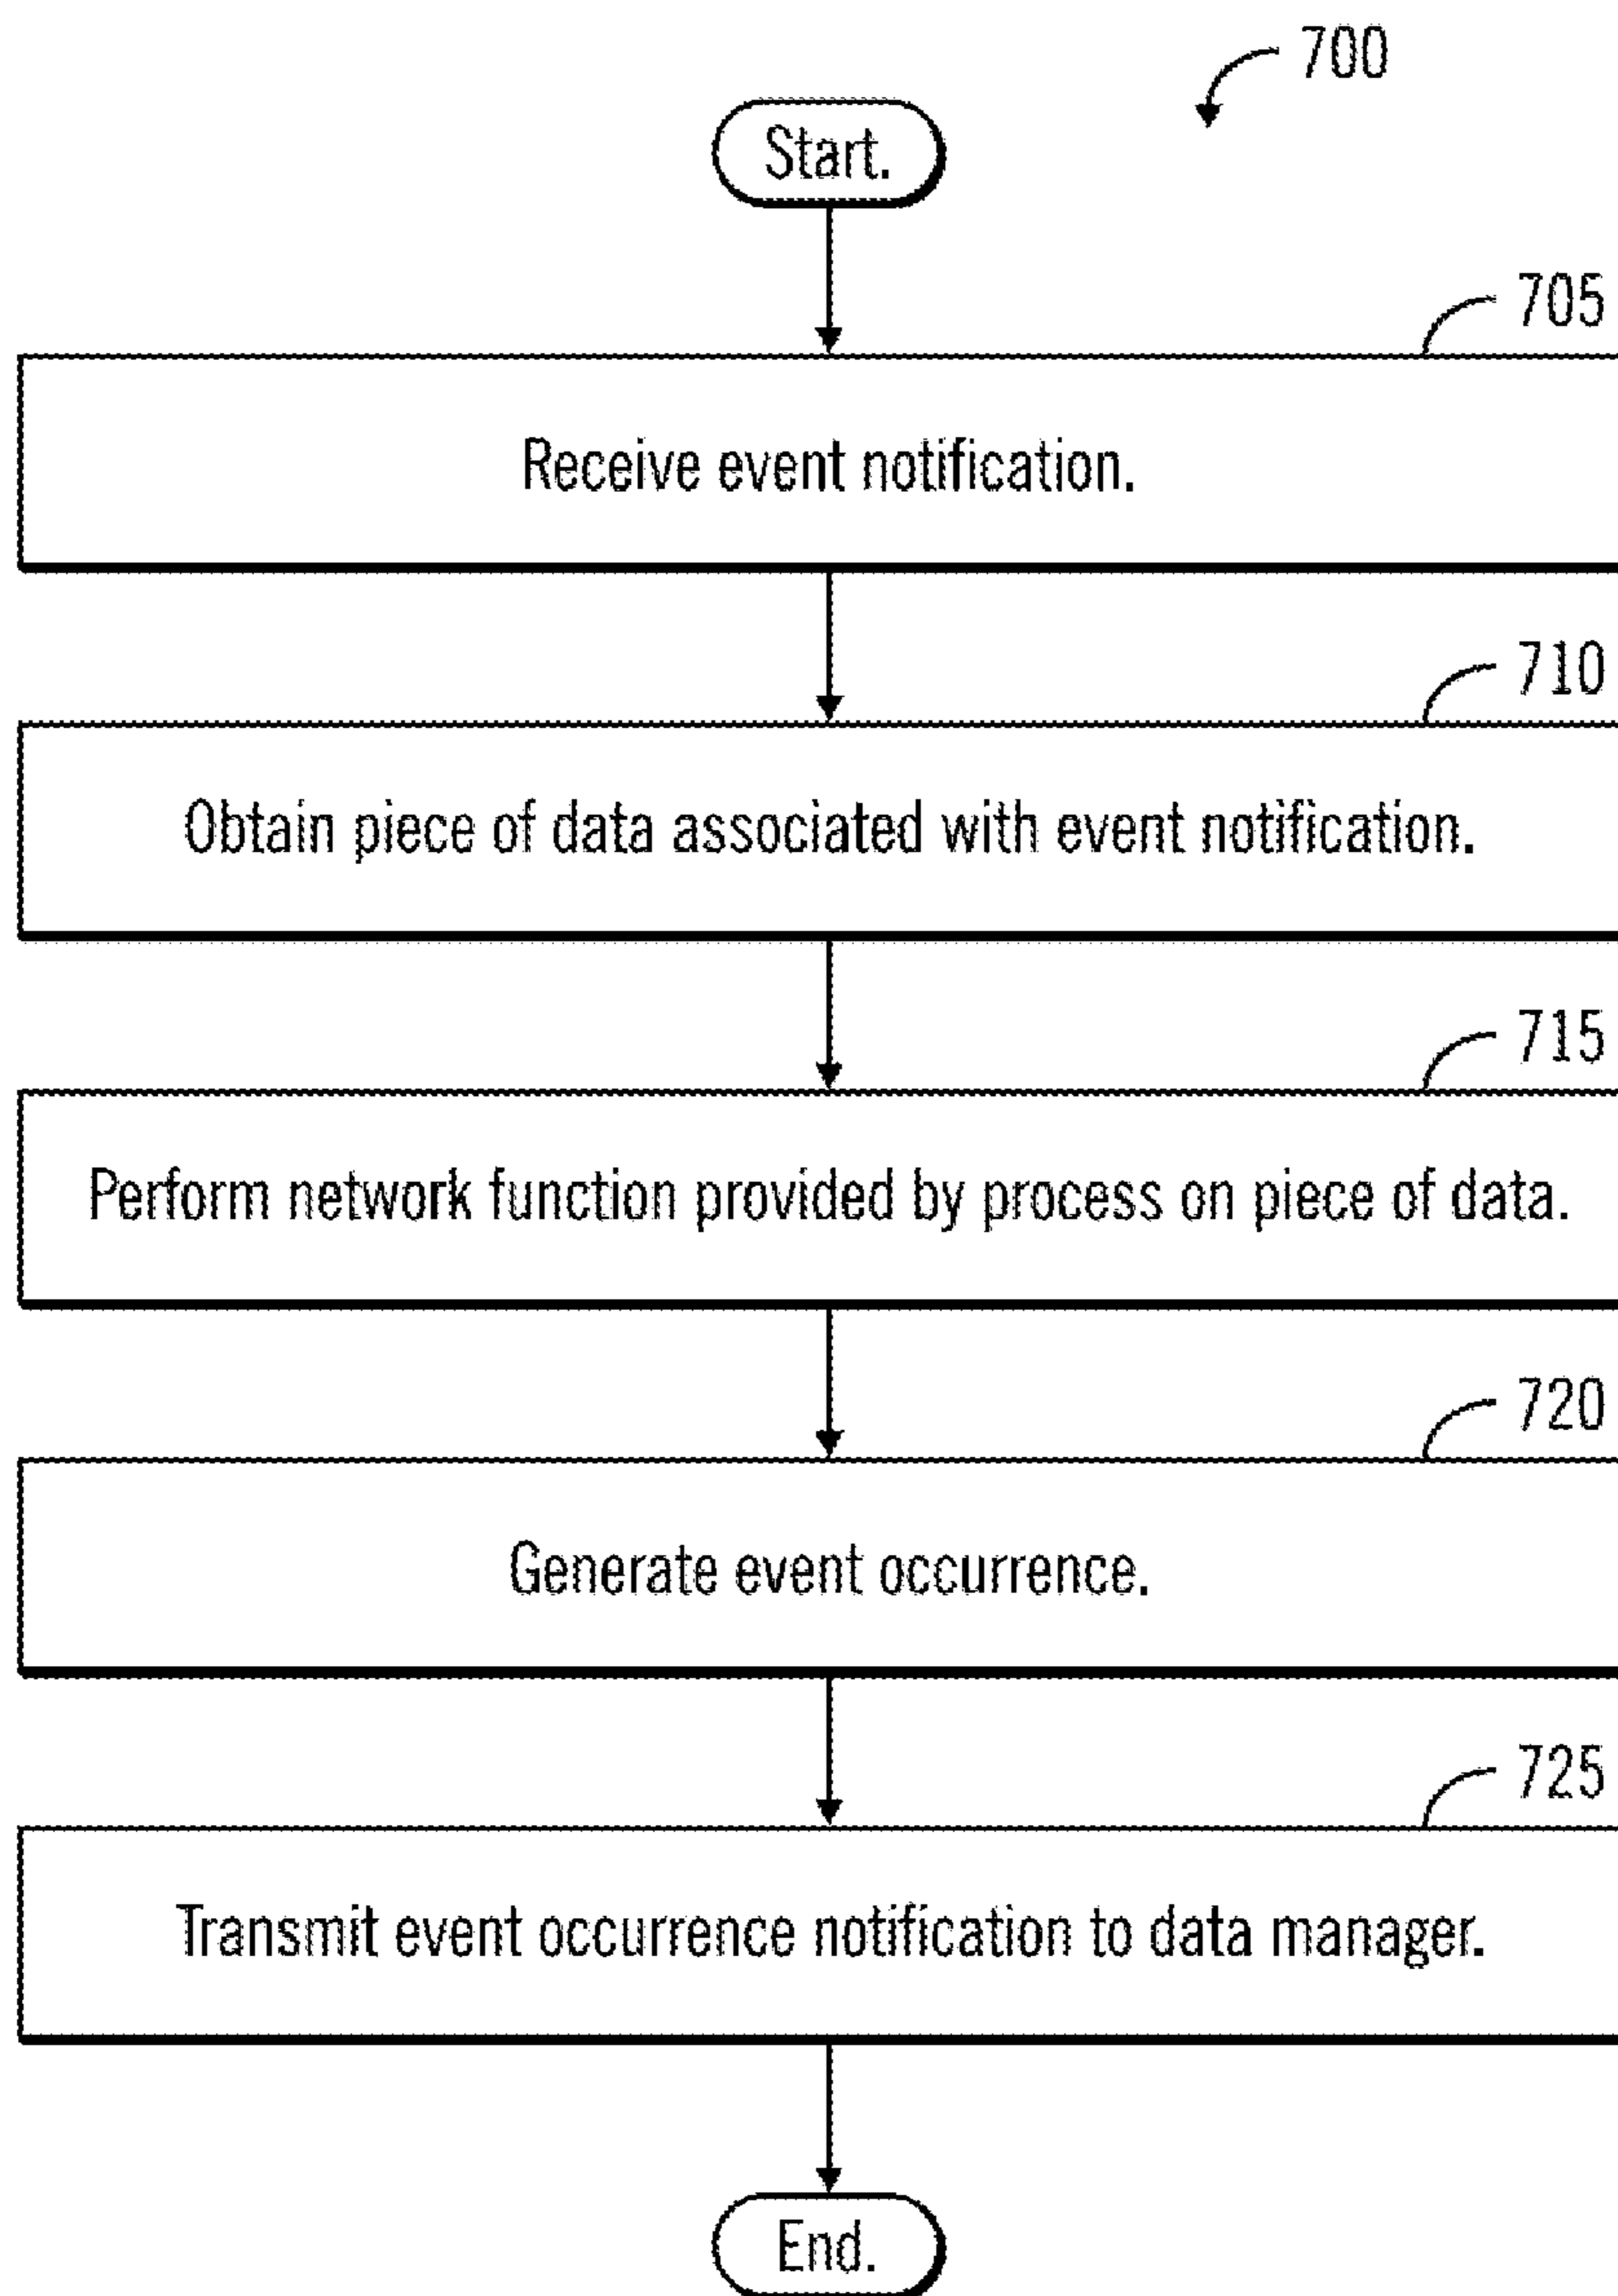 700
Start.
705
Receive event notification.
710
Obtain piece of data associated with event notification.
715
Perform network function provided by process on piece of data.
720
Generate event occurrence.
725
Transmit event occurrence notification to data manager.
End.